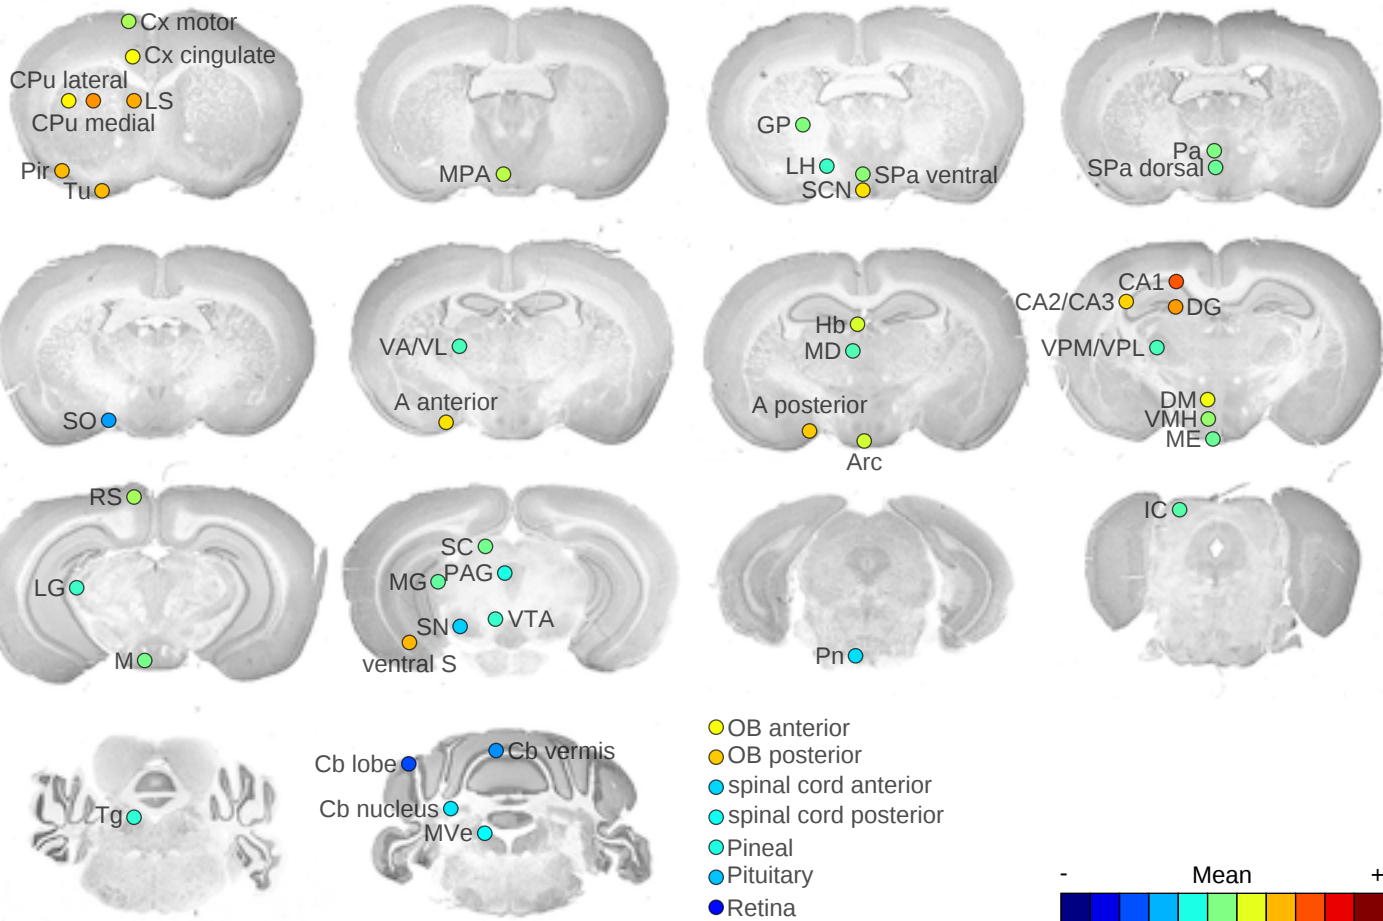 Cx motor
Cx cingulate
CPu lateral
LS
CPu medial
Pir
Tu
MPA
GP
LH
SPa ventral
SCN
Pa
SPa dorsal
SO
VA/VL
A anterior
Hb
MD
A posterior
Arc
CA1
CA2/CA3
DG
VPM/VPL
DM
VMH
ME
RS
LG
M
SC
MG
PAG
SN
VTA
ventral S
Pn
IC
Tg
Cb lobe
Cb vermis
Cb nucleus
MVe
OB anterior
OB posterior
spinal cord anterior
spinal cord posterior
Pineal
Pituitary
Retina
- Mean +